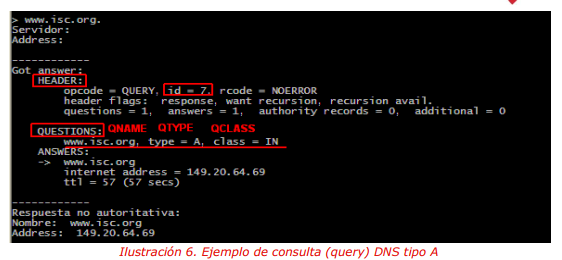 > www.isc.org.
Servidor:
Address:
------------
Got answer:
HEADER:
opcode = QUERY, id = 7, rcode = NOERROR
header flags: response, want recursion, recursion avail.
questions = 1, answers = 1, authority records = 0, additional = 0
QUESTIONS: QNAME QTYPE QCLASS
www.isc.org, type = A, class = IN
ANSWERS:
-> www.isc.org
internet address = 149.20.64.69
ttl = 57 (57 secs)
------------
Respuesta no autoritativa:
Nombre: www.isc.org
Address: 149.20.64.69
Ilustración 6. Ejemplo de consulta (query) DNS tipo A